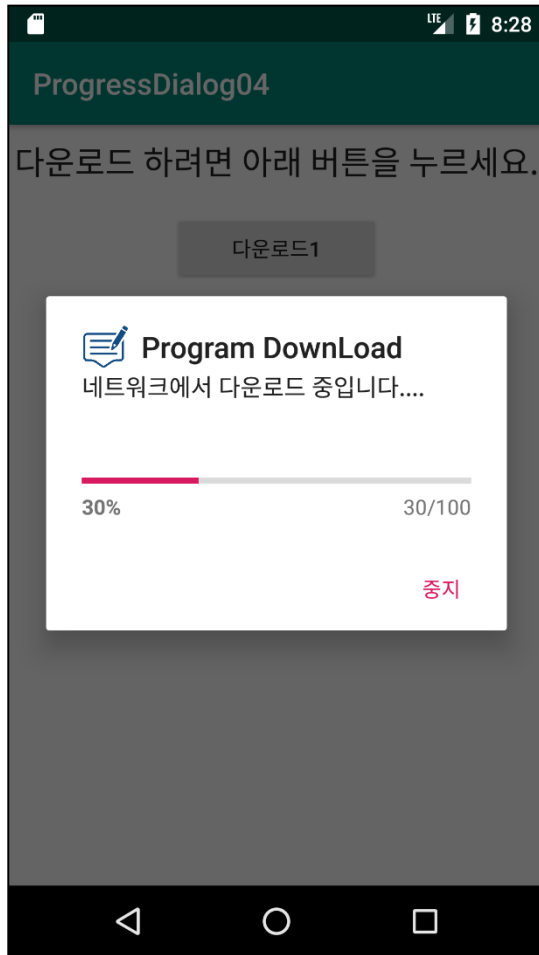 LTE 8:28
ProgressDialog04
다운로드 하려면 아래 버튼을 누르세요.
다운로드1
Program DownLoad
네트워크에서 다운로드 중입니다....
30% 30/100
중지